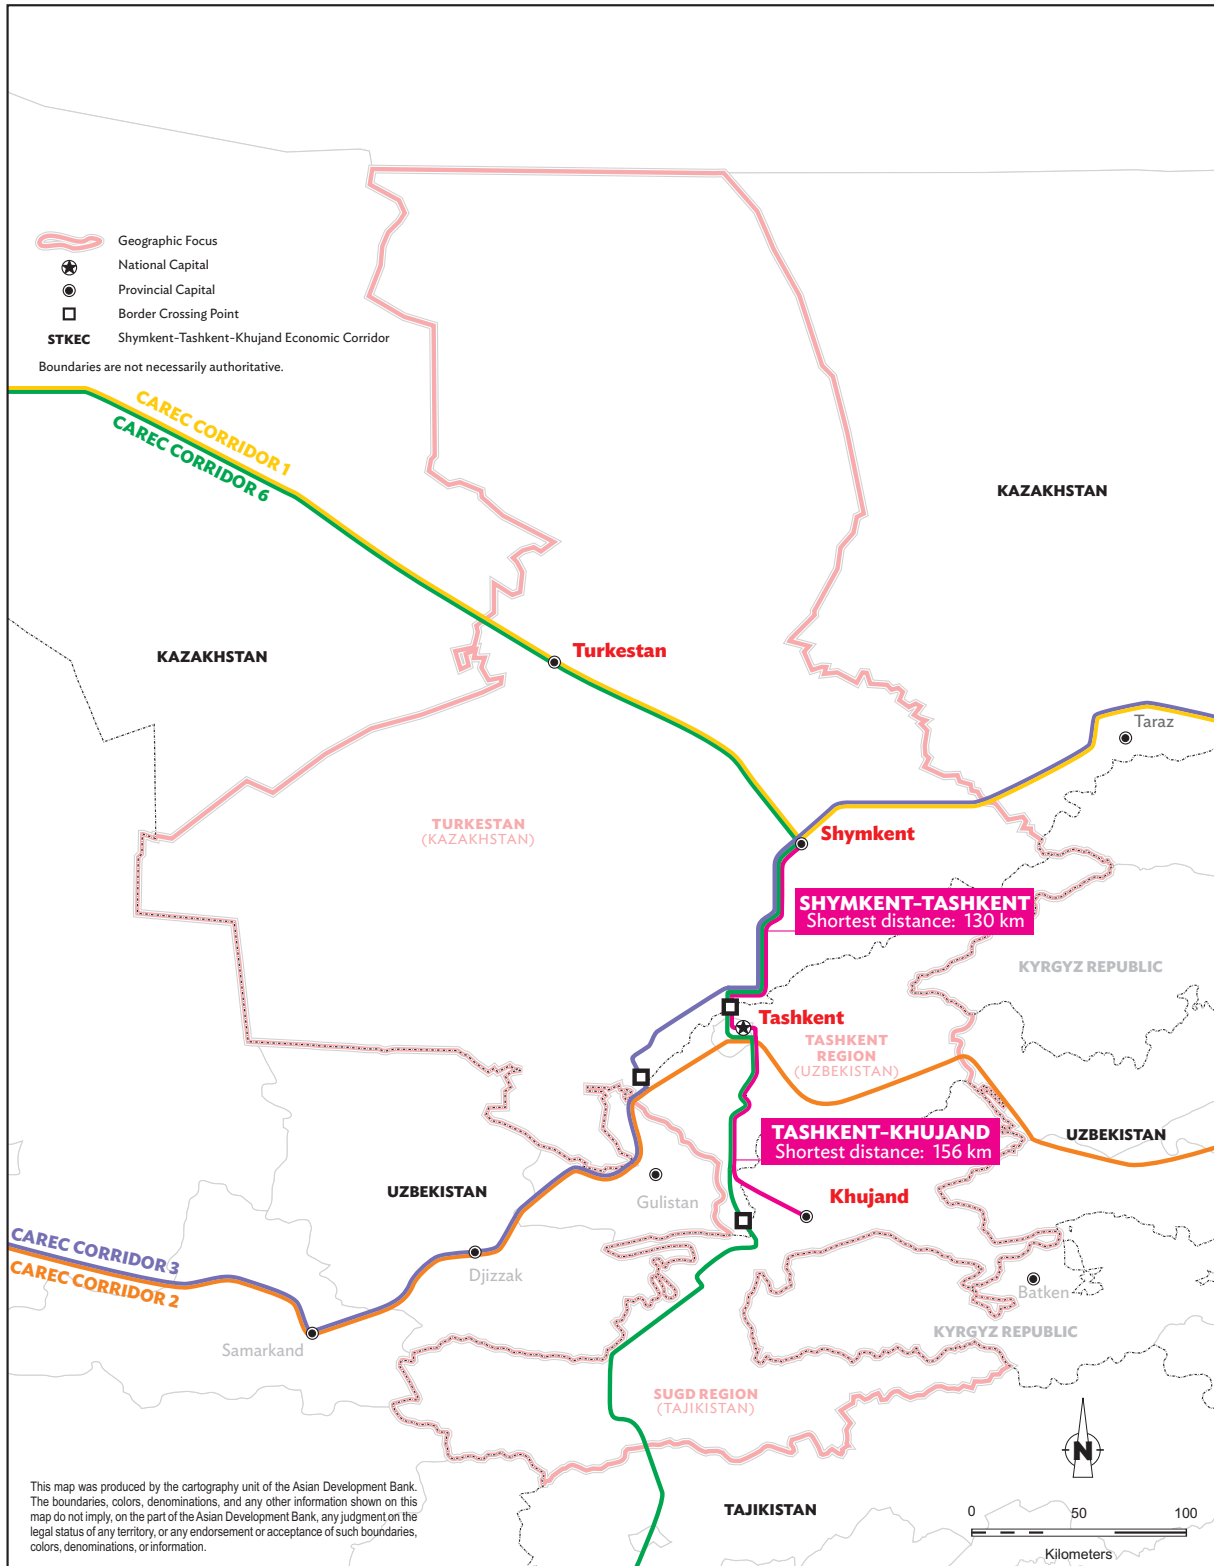 Geographic Focus
National Capital
Provincial Capital
Border Crossing Point
STKEC Shymkent-Tashkent-Khujand Economic Corridor
Boundaries are not necessarily authoritative.
CAREC CORRIDOR 1
CAREC CORRIDOR 6
KAZAKHSTAN
KAZAKHSTAN
Turkestan
Taraz
TURKESTAN
(KAZAKHSTAN)
Shymkent
SHYMKENT-TASHKENT
Shortest distance: 130 km
KYRGYZ REPUBLIC
Tashkent
TASHKENT
REGION
(UZBEKISTAN)
TASHKENT-KHUJAND
Shortest distance: 156 km
UZBEKISTAN
UZBEKISTAN
Gulistan
Khujand
CAREC CORRIDOR 3
CAREC CORRIDOR 2
Djizzak
Batken
Samarkand
KYRGYZ REPUBLIC
SUGD REGION
(TAJIKISTAN)
N
TAJIKISTAN
0 50 100
Kilometers
This map was produced by the cartography unit of the Asian Development Bank.
The boundaries, colors, denominations, and any other information shown on this
map do not imply, on the part of the Asian Development Bank, any judgment on the
legal status of any territory, or any endorsement or acceptance of such boundaries,
colors, denominations, or information.